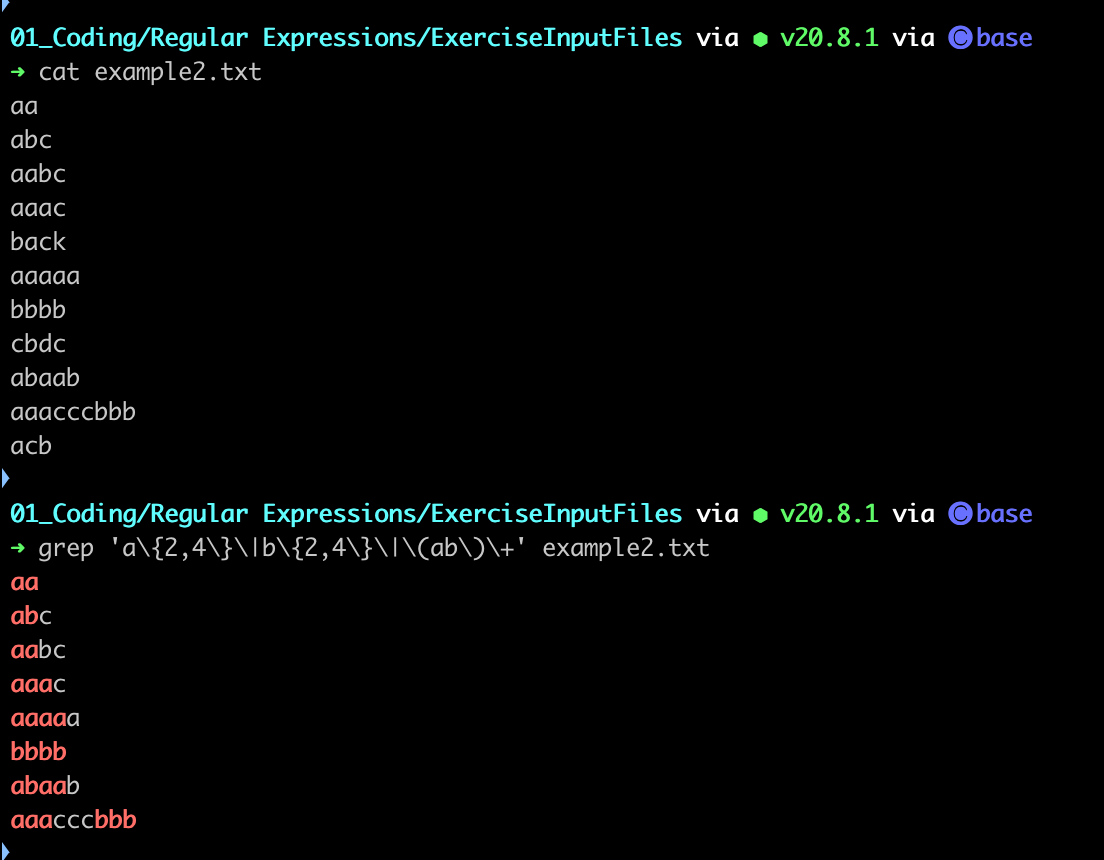 01_Coding/Regular Expressions/ExerciseInputFiles via ⬢ v20.8.1 via ©base
➜ cat example2.txt
aa
abc
aabc
aaac
back
aaaaa
bbbb
cbdc
abaab
aaacccbbb
acb
01_Coding/Regular Expressions/ExerciseInputFiles via ⬢ v20.8.1 via ©base
➜ grep 'a\{2,4\}\|b\{2,4\}\|\(ab\)\+' example2.txt
aa
abc
aabc
aaac
aaaaa
bbbb
abaab
aaacccbbb